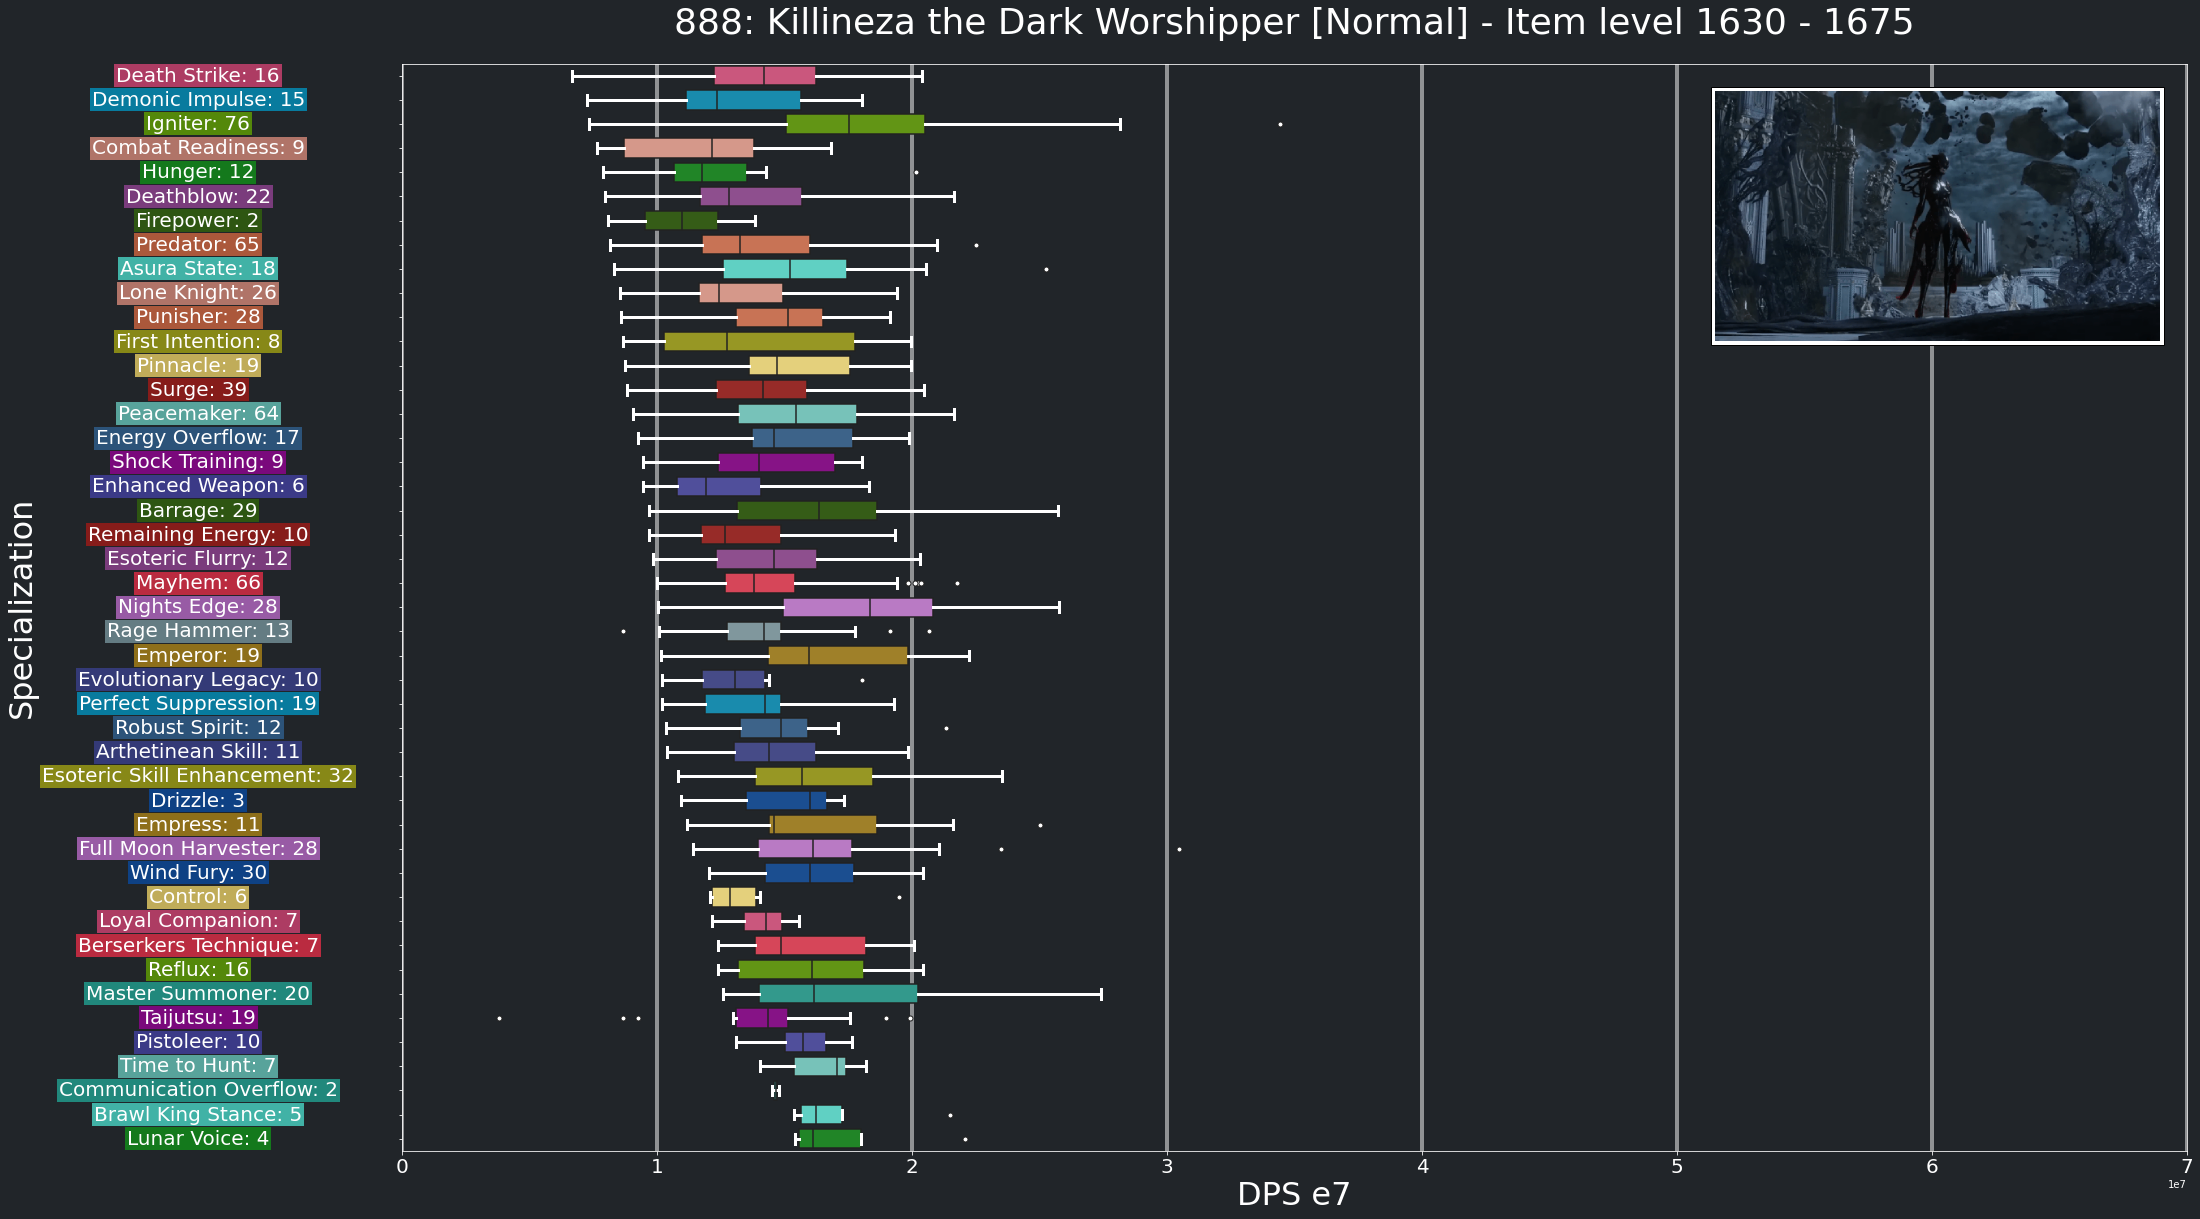 888: Killineza the Dark Worshipper [Normal] - Item level 1630 - 1675
Specialization
Death Strike: 16
Demonic Impulse: 15
Igniter: 76
Combat Readiness: 9
Hunger: 12
Deathblow: 22
Firepower: 2
Predator: 65
Asura State: 18
Lone Knight: 26
Punisher: 28
First Intention: 8
Pinnacle: 19
Surge: 39
Peacemaker: 64
Energy Overflow: 17
Shock Training: 9
Enhanced Weapon: 6
Barrage: 29
Remaining Energy: 10
Esoteric Flurry: 12
Mayhem: 66
Nights Edge: 28
Rage Hammer: 13
Emperor: 19
Evolutionary Legacy: 10
Perfect Suppression: 19
Robust Spirit: 12
Arthetinean Skill: 11
Esoteric Skill Enhancement: 32
Drizzle: 3
Empress: 11
Full Moon Harvester: 28
Wind Fury: 30
Control: 6
Loyal Companion: 7
Berserkers Technique: 7
Reflux: 16
Master Summoner: 20
Taijutsu: 19
Pistoleer: 10
Time to Hunt: 7
Communication Overflow: 2
Brawl King Stance: 5
Lunar Voice: 4
0 1 2 3 4 5 6 7
1e7
DPS e7